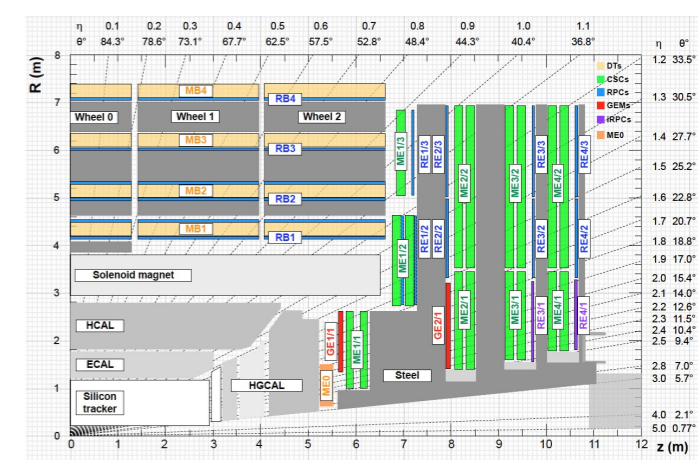 η 0.1 0.2 0.3 0.4 0.5 0.6 0.7 0.8 0.9 1.0 1.1
θ° 84.3° 78.6° 73.1° 67.7° 62.5° 57.5° 52.8° 48.4° 44.3° 40.4° 36.8° η θ°
R (m)
8
7
6
5
4
3
2
1
0
1.2 33.5°
1.3 30.5°
1.4 27.7°
1.5 25.2°
1.6 22.8°
1.7 20.7°
1.8 18.8°
1.9 17.0°
2.0 15.4°
2.1 14.0°
2.2 12.6°
2.3 11.5°
2.4 10.4°
2.5 9.4°
2.8 7.0°
3.0 5.7°
4.0 2.1°
5.0 0.77°
DTs
CSCs
RPCs
GEMs
iRPCs
ME0
MB4
RB4
Wheel 0
Wheel 1
Wheel 2
MB3
RB3
MB2
RB2
MB1
RB1
Solenoid magnet
HCAL
ECAL
Silicon
tracker
HGCAL
Steel
ME0
GE1/1
ME1/1
ME1/2
ME1/3
RE1/3
RE2/3
RE1/2
RE2/2
GE2/1
ME2/1
ME2/2
ME3/2
ME3/1
RE3/3
RE3/2
RE3/1
ME4/2
ME4/1
RE4/3
RE4/2
RE4/1
0 1 2 3 4 5 6 7 8 9 10 11 12
z (m)